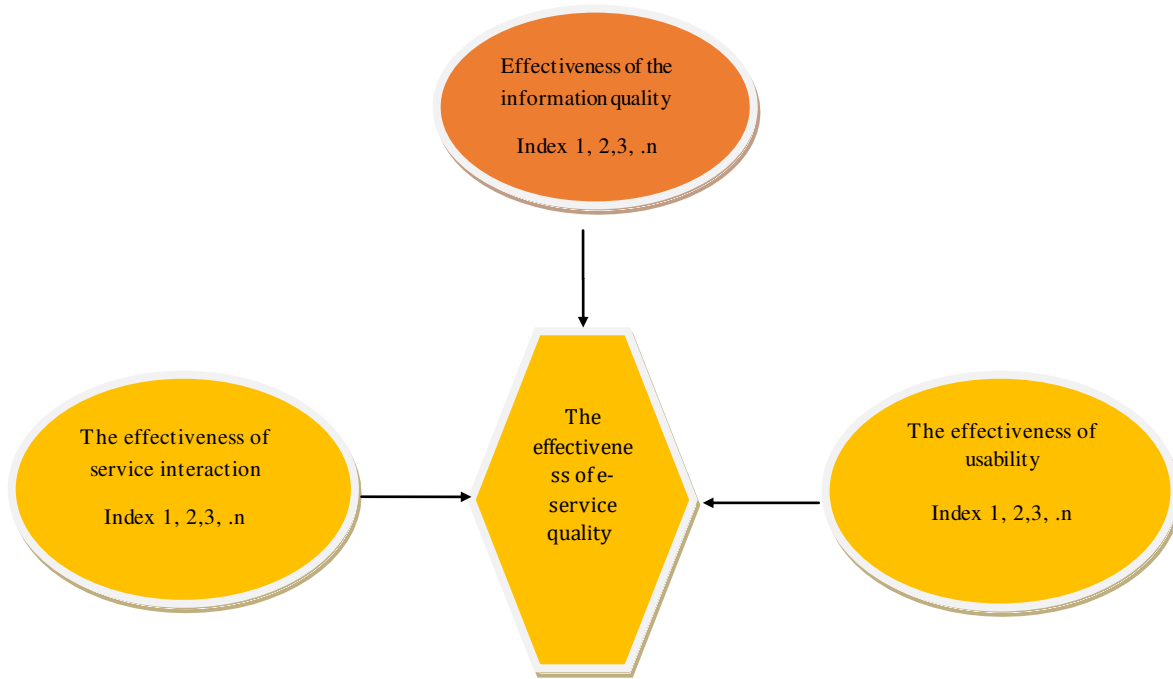 Effectiveness of the
information quality
Index 1, 2,3, .n
The effectiveness of
service interaction
Index 1, 2,3, .n
The
effectivene
ss of e-
service
quality
The effectiveness of
usability
Index 1, 2,3, .n